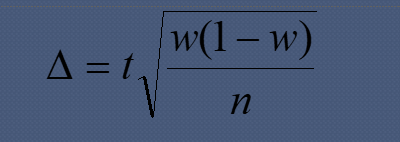 Δ = t√(w(1 − w)/n)